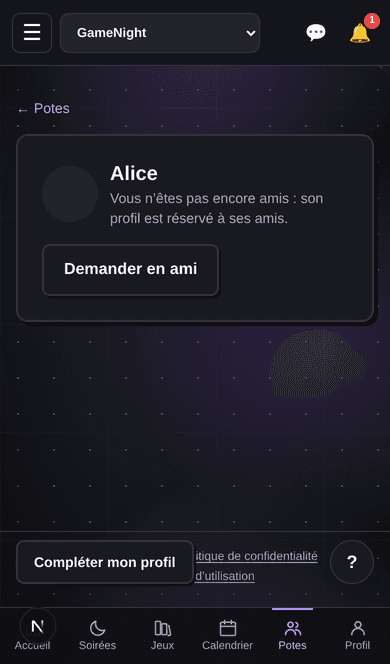 GameNight
1
← Potes
Alice
Vous n'êtes pas encore amis : son
profil est réservé à ses amis.
Demander en ami
Compléter mon profil
itique de confidentialité
d'utilisation
?
N
Accueil
Soirées
Jeux
Calendrier
Potes
Profil